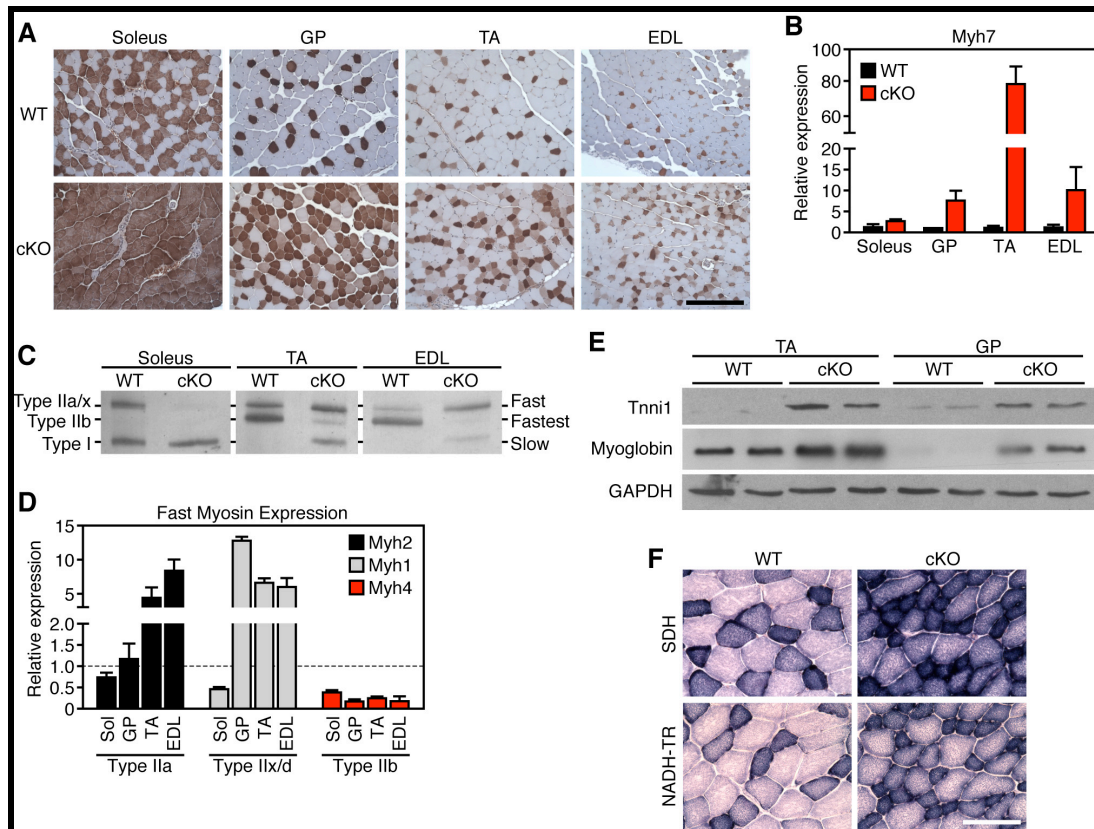 A
Soleus
GP
TA
EDL
WT
cKO
B
Myh7
Relative expression
100
80
60
20
15
10
5
0
WT
cKO
Soleus
GP
TA
EDL
C
Soleus
TA
EDL
WT
cKO
WT
cKO
WT
cKO
Type IIa/x
Type IIb
Type I
Fast
Fastest
Slow
D
Fast Myosin Expression
Relative expression
15
10
5
2.0
1.0
0.5
0
Myh2
Myh1
Myh4
Sol
GP
TA
EDL
Sol
GP
TA
EDL
Sol
GP
TA
EDL
Type IIa
Type IIx/d
Type IIb
E
TA
GP
WT
cKO
WT
cKO
Tnni1
Myoglobin
GAPDH
F
WT
cKO
SDH
NADH-TR